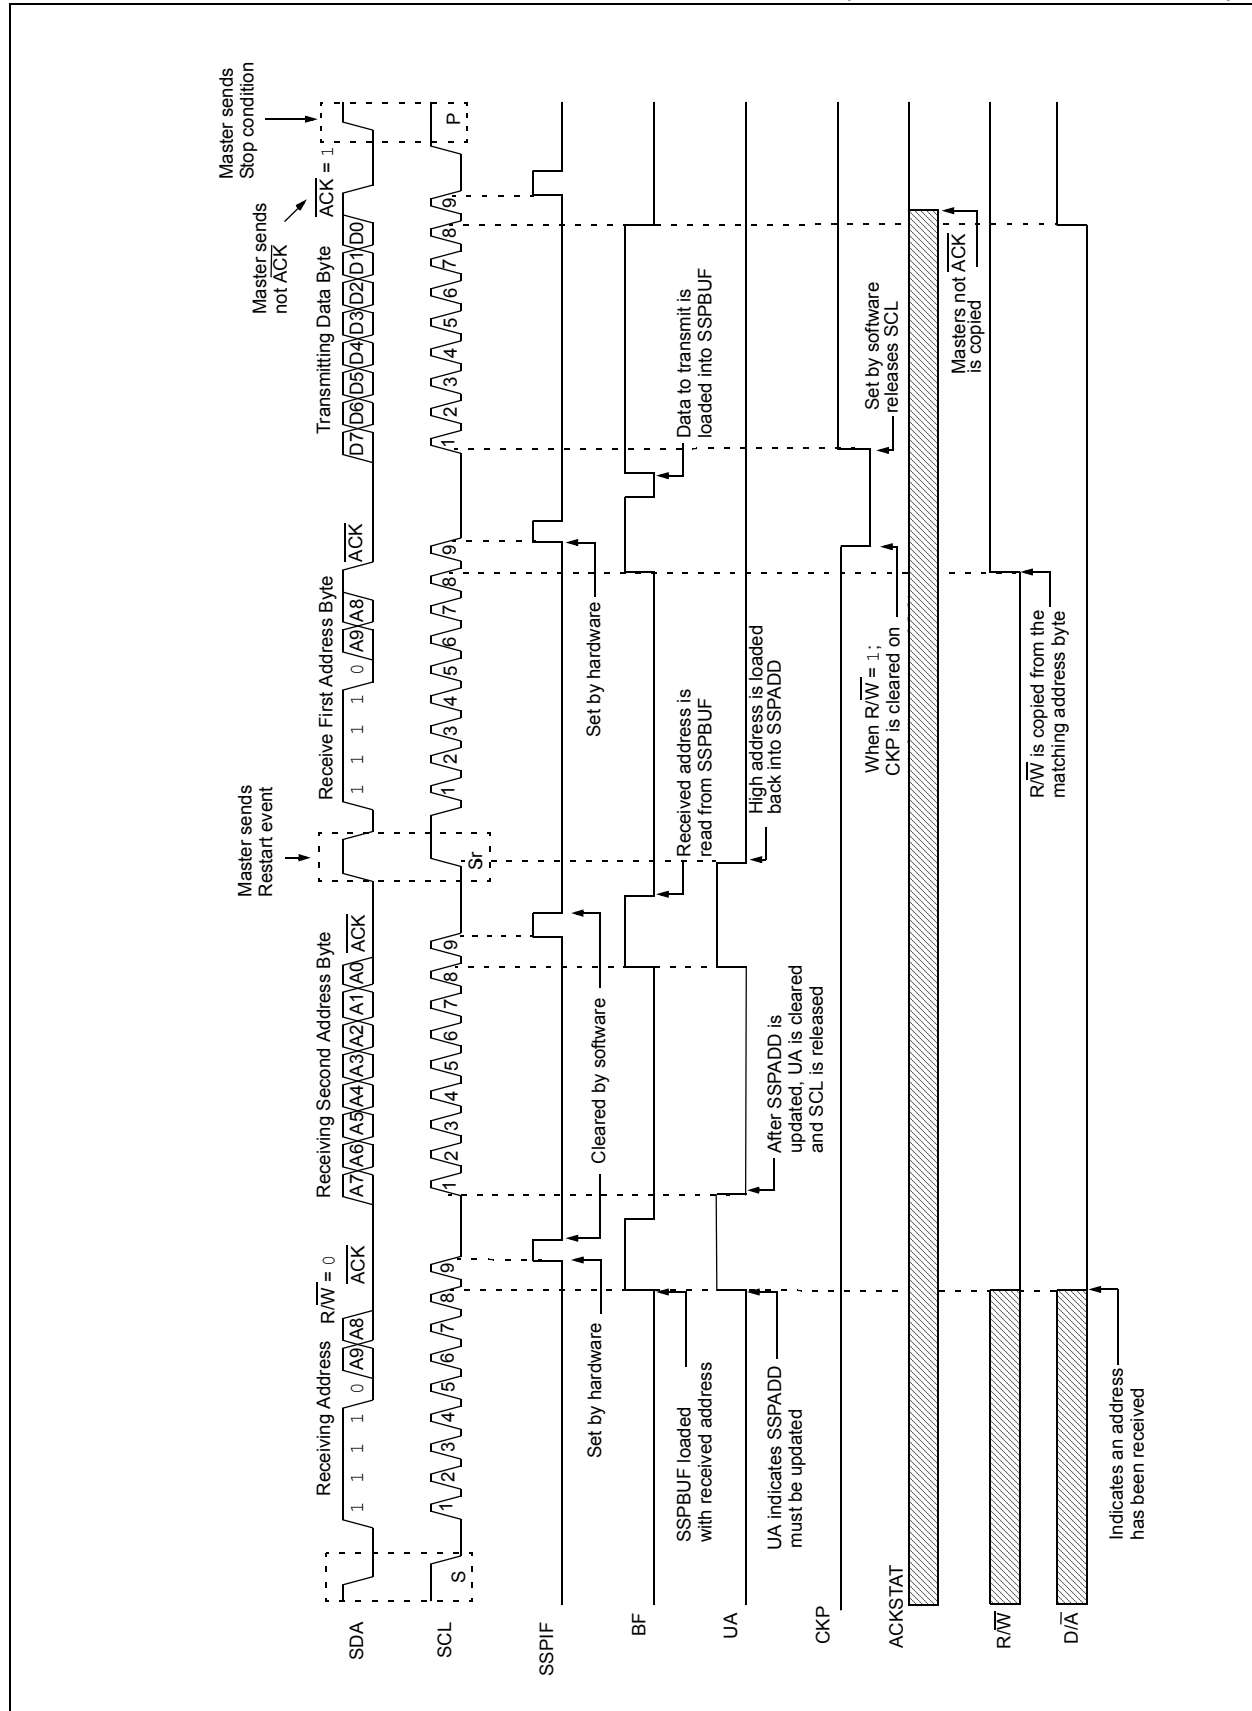 Master sends
Stop condition
Master sends
not A̅C̅K̅
A̅C̅K̅ = 1
Master sends
Restart event
Receiving Address R/W̅ = 0
Receiving Second Address Byte
Receive First Address Byte
Transmitting Data Byte
SDA
1 1 1 1 0 A9 A8 A̅C̅K̅
A7 A6 A5 A4 A3 A2 A1 A0 A̅C̅K̅
1 1 1 1 0 A9 A8 A̅C̅K̅
D7 D6 D5 D4 D3 D2 D1 D0
SCL
S 1 2 3 4 5 6 7 8 9 1 2 3 4 5 6 7 8 9 Sr 1 2 3 4 5 6 7 8 9 1 2 3 4 5 6 7 8 9 P
SSPIF
Set by hardware
Cleared by software
Set by hardware
BF
SSPBUF loaded
with received address
Received address is
read from SSPBUF
Data to transmit is
loaded into SSPBUF
UA
UA indicates SSPADD
must be updated
After SSPADD is
updated, UA is cleared
and SCL is released
High address is loaded
back into SSPADD
CKP
When R/W̅ = 1;
CKP is cleared on
Set by software
releases SCL
ACKSTAT
Masters not A̅C̅K̅
is copied
R/W̅
R/W̅ is copied from the
matching address byte
D/A̅
Indicates an address
has been received